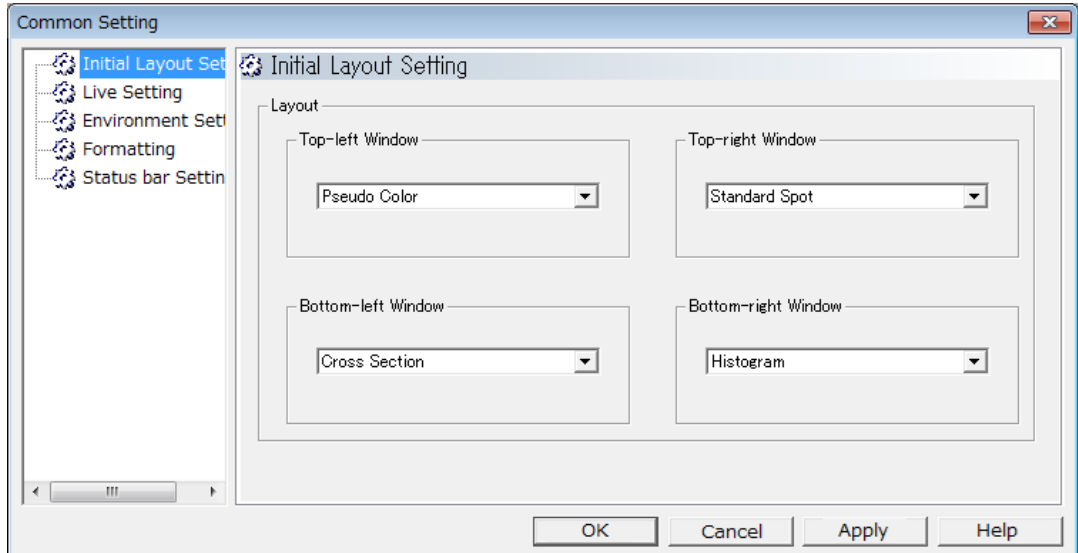 Common Setting
Initial Layout Set
Live Setting
Environment Sett
Formatting
Status bar Settin
Initial Layout Setting
Layout
Top-left Window
Top-right Window
Pseudo Color
Standard Spot
Bottom-left Window
Bottom-right Window
Cross Section
Histogram
OK
Cancel
Apply
Help